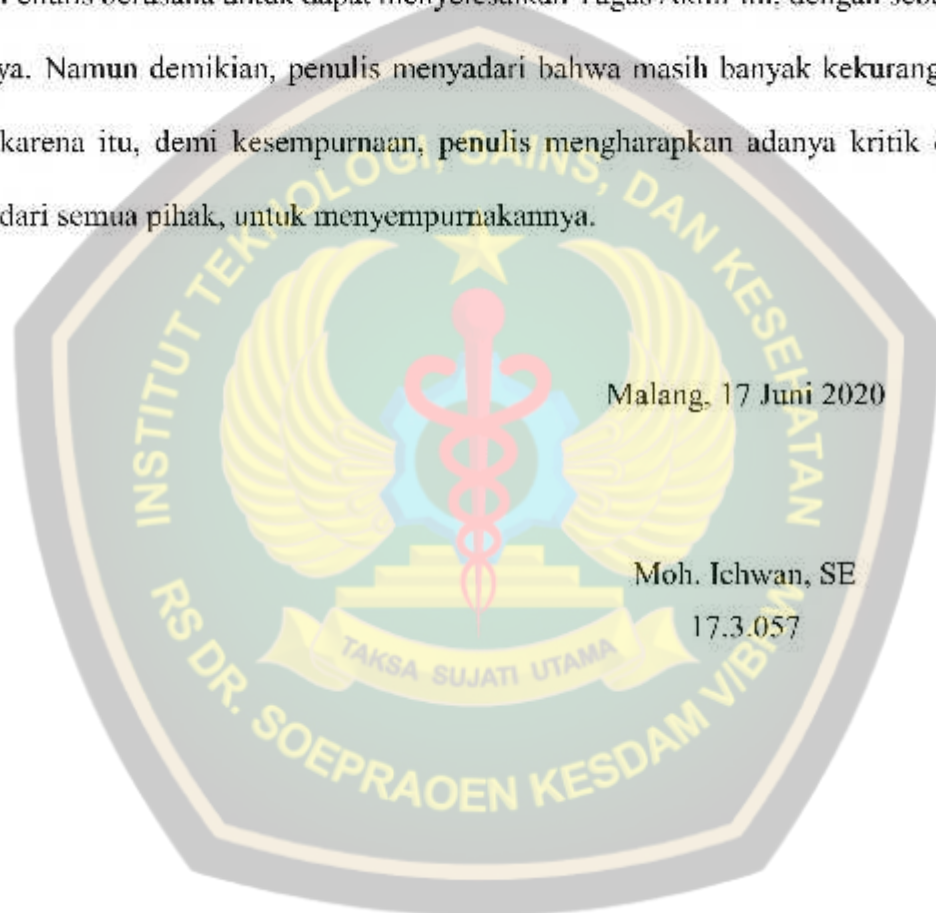 berusaha untuk dapat menyelesaikan Tugas Akhir ini, dengan
ya. Namun demikian, penulis menyadari bahwa masih banyak kekurang
karena itu, demi kesempurnaan, penulis mengharapkan adanya kritik
dari semua pihak, untuk menyempurnakannya.
Malang, 17 Juni 2020
Moh. Ichwan, SE
17.3.057
INSTITUT TEKNOLOGI, SAINS, DAN KESEHATAN
TAKSA SUJATI UTAMA
RS DR. SOEPRAOEN KESDAM V/BRW